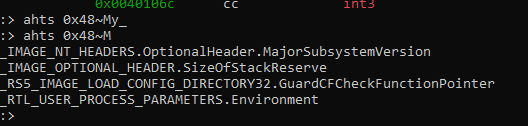 0x0040106c cc int3
:> ahts 0x48~My_
:> ahts 0x48~M
_IMAGE_NT_HEADERS.OptionalHeader.MajorSubsystemVersion
_IMAGE_OPTIONAL_HEADER.SizeOfStackReserve
_RS5_IMAGE_LOAD_CONFIG_DIRECTORY32.GuardCFCheckFunctionPointer
_RTL_USER_PROCESS_PARAMETERS.Environment
:>